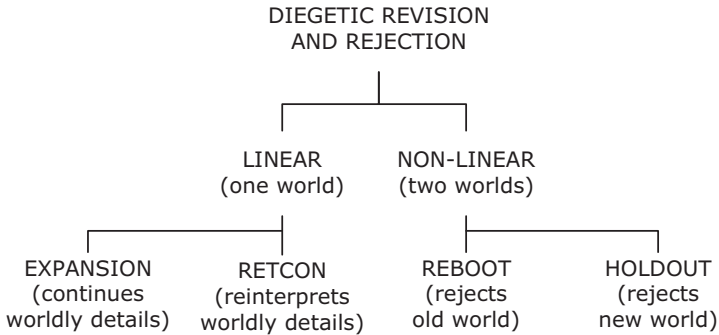 DIEGETIC REVISION
AND REJECTION
LINEAR
(one world)
NON-LINEAR
(two worlds)
EXPANSION
(continues
worldly details)
RETCON
(reinterprets
worldly details)
REBOOT
(rejects
old world)
HOLDOUT
(rejects
new world)